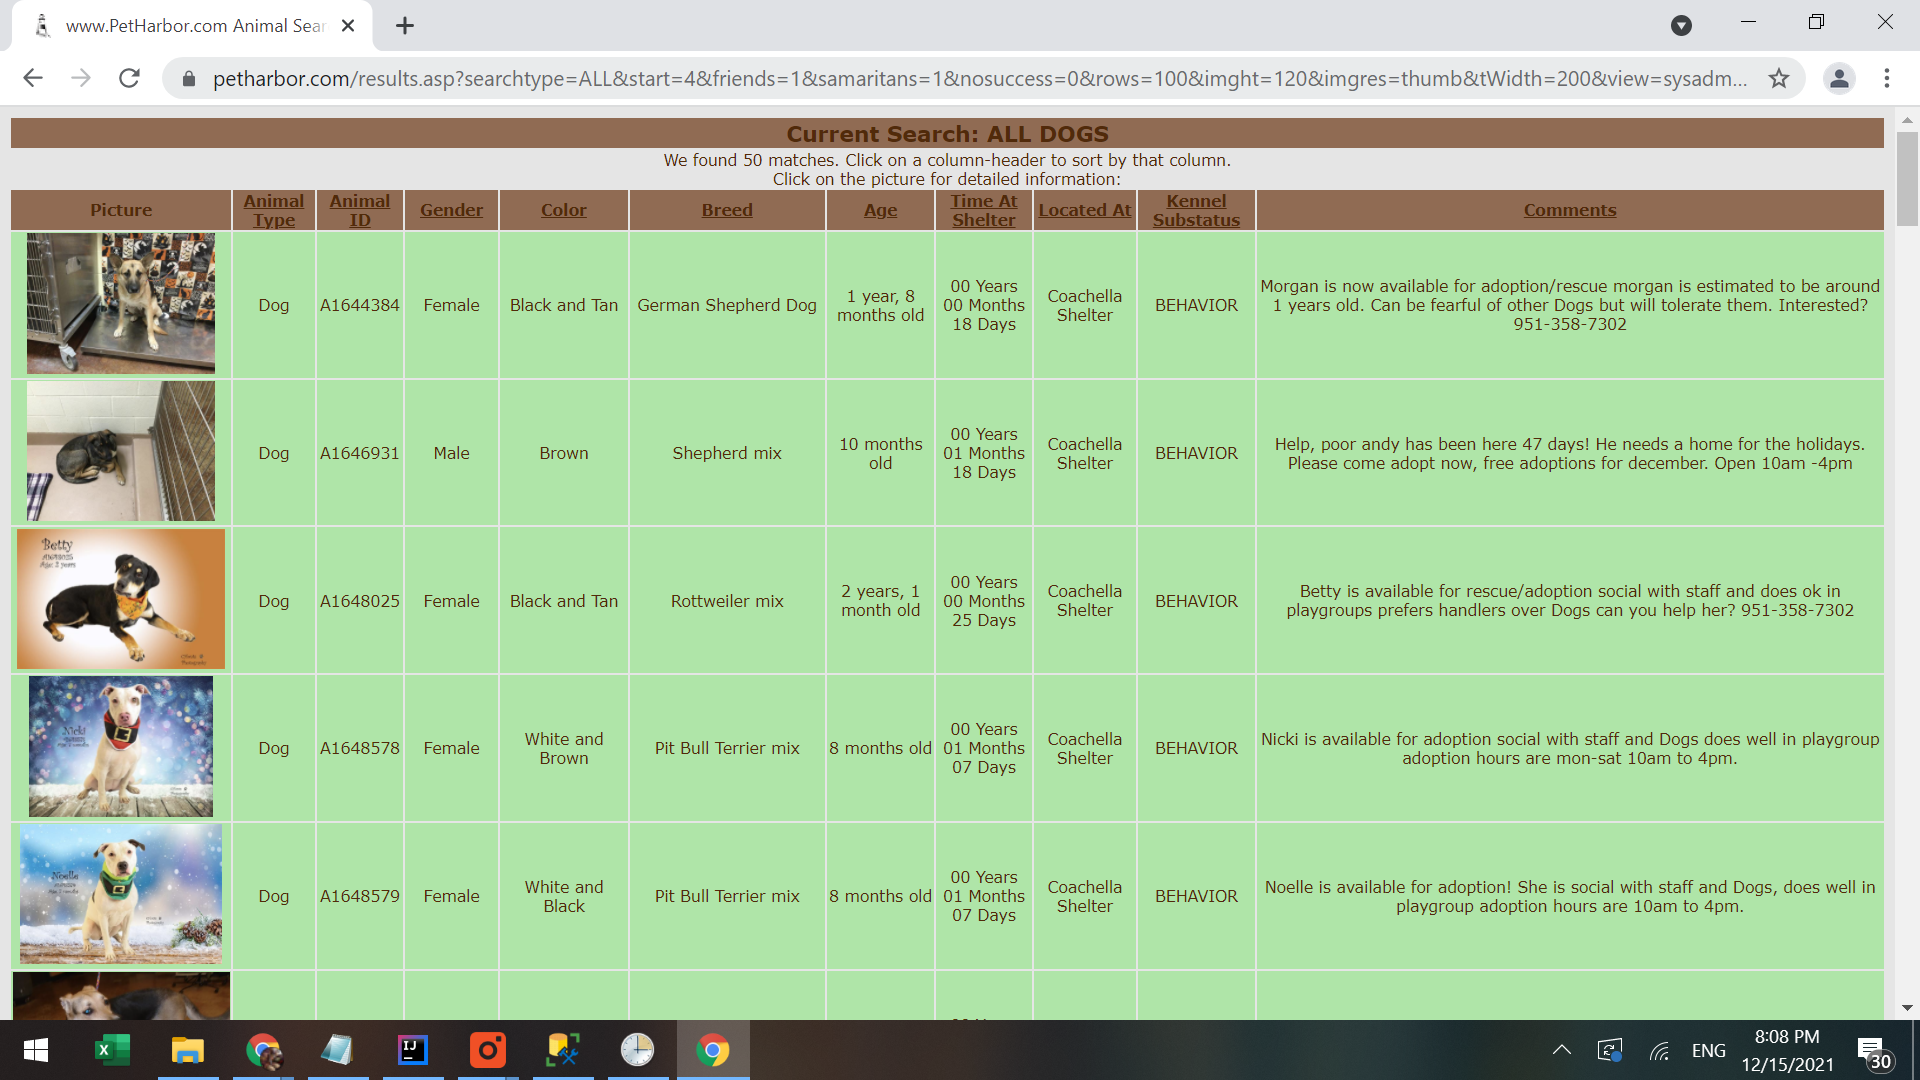 www.PetHarbor.com Animal Sear
petharbor.com/results.asp?searchtype=ALL&start=4&friends=1&samaritans=1&nosuccess=0&rows=100&imght=120&imgres=thumb&tWidth=200&view=sysadm...
Current Search: ALL DOGS
We found 50 matches. Click on a column-header to sort by that column.
Click on the picture for detailed information:
Picture
Animal
Type
Animal
ID
Gender
Color
Breed
Age
Time At
Shelter
Located At
Kennel
Substatus
Comments
Dog
A1644384
Female
Black and Tan
German Shepherd Dog
1 year, 8
months old
00 Years
00 Months
18 Days
Coachella
Shelter
BEHAVIOR
Morgan is now available for adoption/rescue morgan is estimated to be around
1 years old. Can be fearful of other Dogs but will tolerate them. Interested?
951-358-7302
Dog
A1646931
Male
Brown
Shepherd mix
10 months
old
00 Years
01 Months
18 Days
Coachella
Shelter
BEHAVIOR
Help, poor andy has been here 47 days! He needs a home for the holidays.
Please come adopt now, free adoptions for december. Open 10am -4pm
Betty
Dog
A1648025
Female
Black and Tan
Rottweiler mix
2 years, 1
month old
00 Years
00 Months
25 Days
Coachella
Shelter
BEHAVIOR
Betty is available for rescue/adoption social with staff and does ok in
playgroups prefers handlers over Dogs can you help her? 951-358-7302
Nicki
Dog
A1648578
Female
White and
Brown
Pit Bull Terrier mix
8 months old
00 Years
01 Months
07 Days
Coachella
Shelter
BEHAVIOR
Nicki is available for adoption social with staff and Dogs does well in playgroup
adoption hours are mon-sat 10am to 4pm.
Noelle
Dog
A1648579
Female
White and
Black
Pit Bull Terrier mix
8 months old
00 Years
01 Months
07 Days
Coachella
Shelter
BEHAVIOR
Noelle is available for adoption! She is social with staff and Dogs, does well in
playgroup adoption hours are 10am to 4pm.
IJ
ENG
8:08 PM
12/15/2021
30